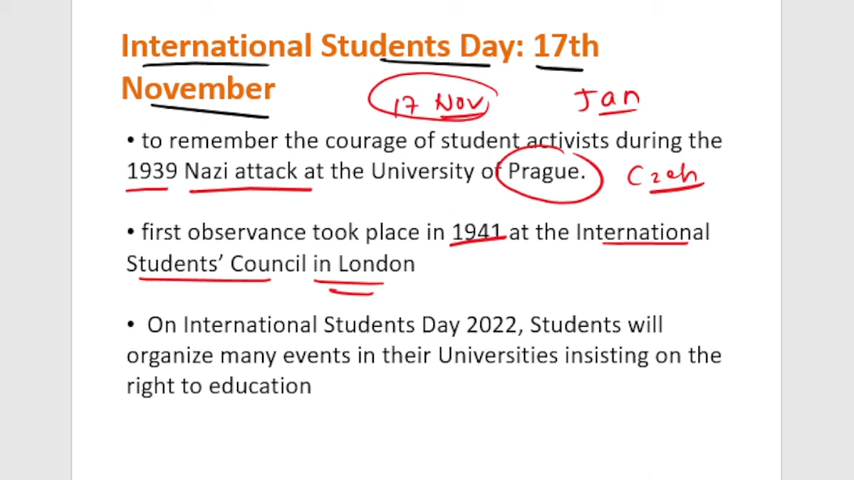 International Students Day: 17th
November
17 Nov
Jan
• to remember the courage of student activists during the
1939 Nazi attack at the University of Prague.
Czeh
• first observance took place in 1941 at the International
Students’ Council in London
• On International Students Day 2022, Students will
organize many events in their Universities insisting on the
right to education